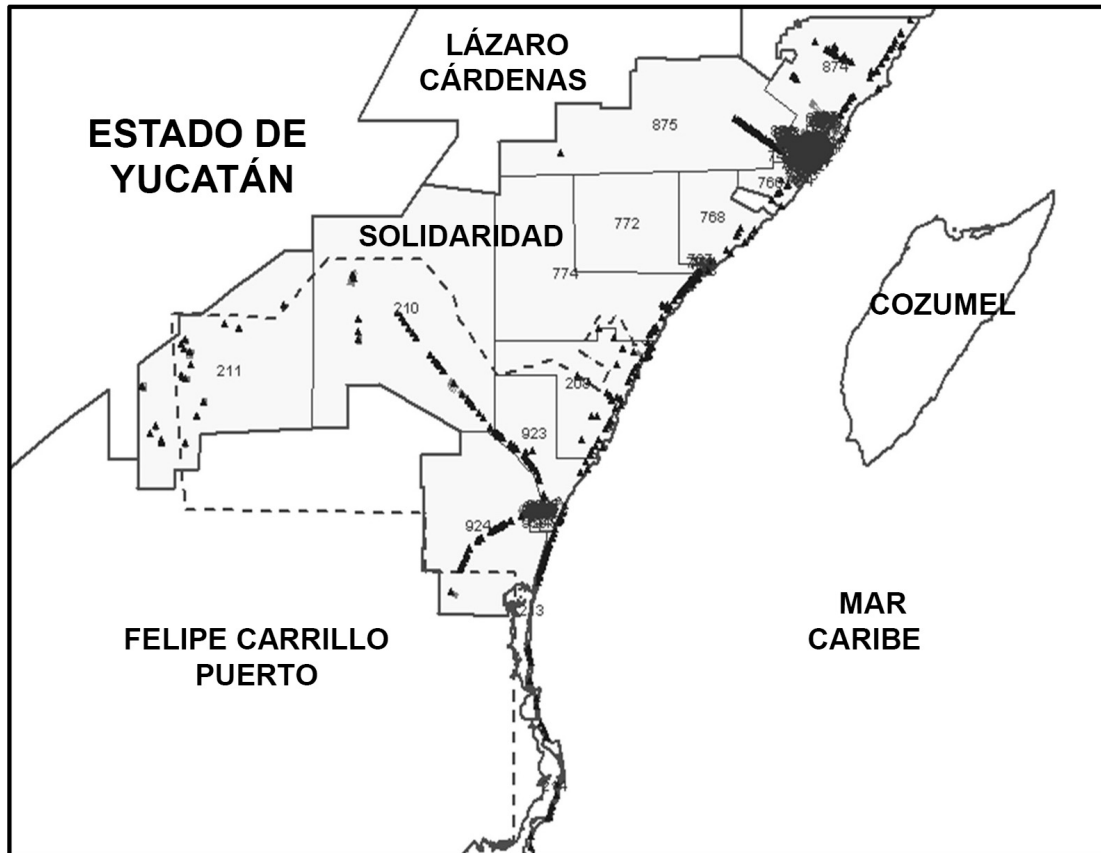 LÁZARO
CÁRDENAS
874
875
ESTADO DE
YUCATÁN
766
768
772
SOLIDARIDAD
774
COZUMEL
210
211
923
924
MAR
CARIBE
FELIPE CARRILLO
PUERTO